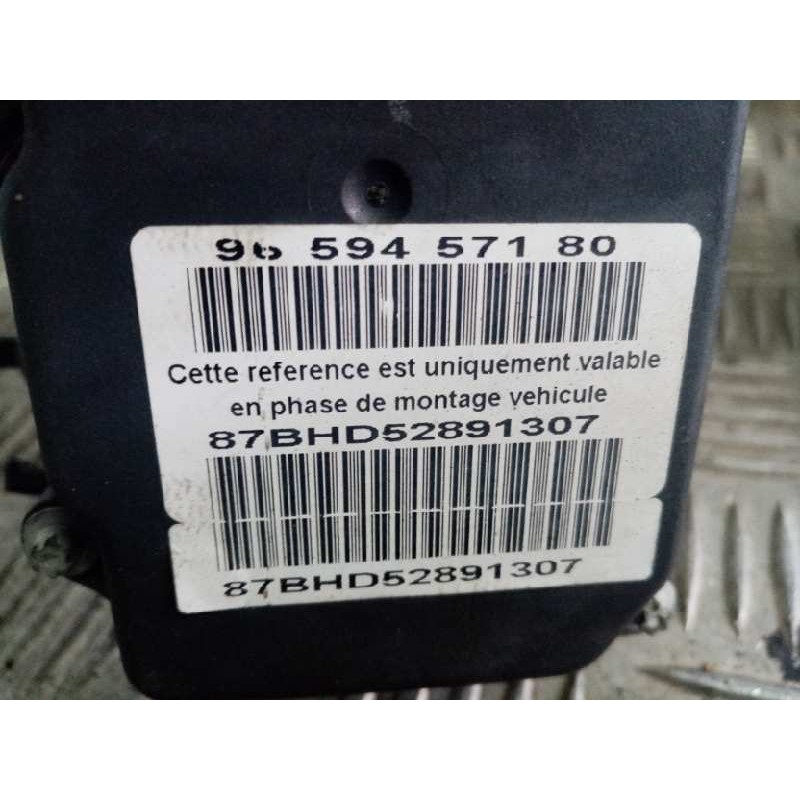 96 594 571 80
Cette reference est uniquement valable
en phase de montage vehicule
87BHD52891307
87BHD52891307